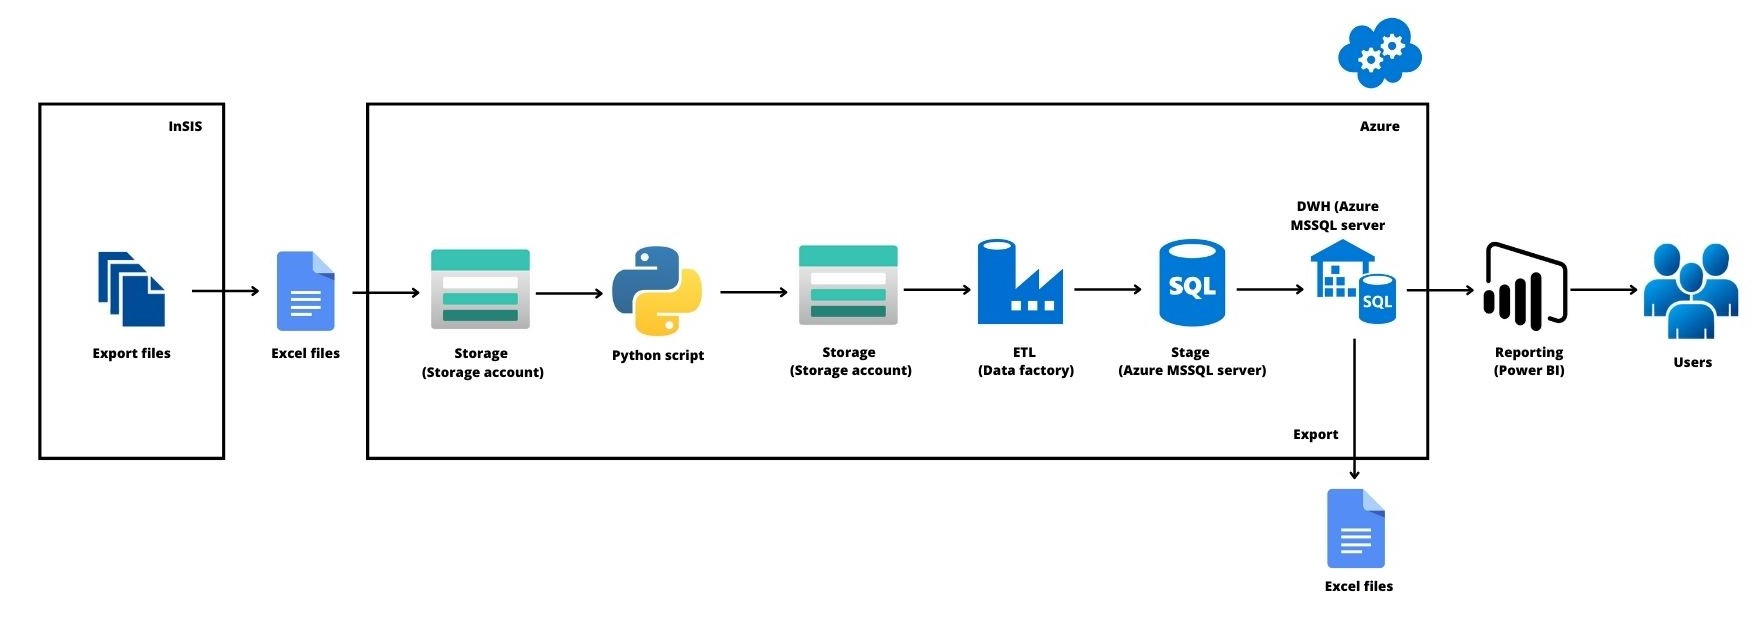 InSIS
Azure
DWH (Azure
MSSQL server
SQL
SQL
Export files
Excel files
Storage
(Storage account)
Python script
Storage
(Storage account)
ETL
(Data factory)
Stage
(Azure MSSQL server)
Reporting
(Power BI)
Users
Export
Excel files